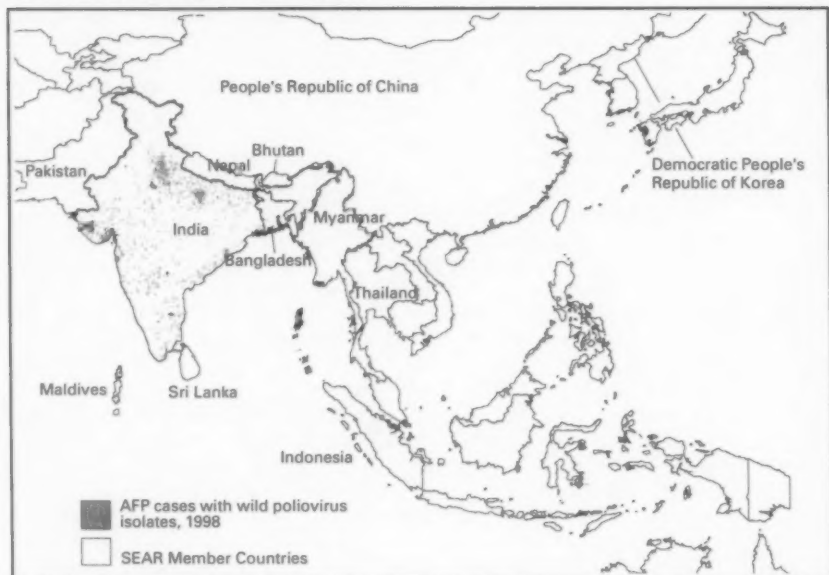 People's Republic of China
Bhutan
Nepal
Pakistan
Democratic People's
Republic of Korea
Myanmar
India
Bangladesh
Thailand
Maldives
Sri Lanka
Indonesia
AFP cases with wild poliovirus
isolates, 1998
SEAR Member Countries